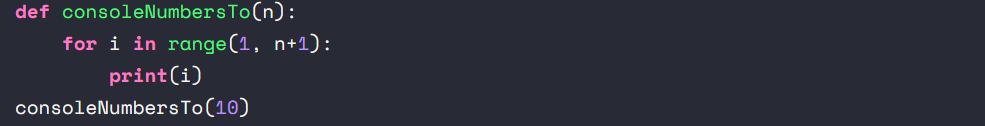 def consoleNumbersTo(n):
    for i in range(1, n+1):
        print(i)
consoleNumbersTo(10)